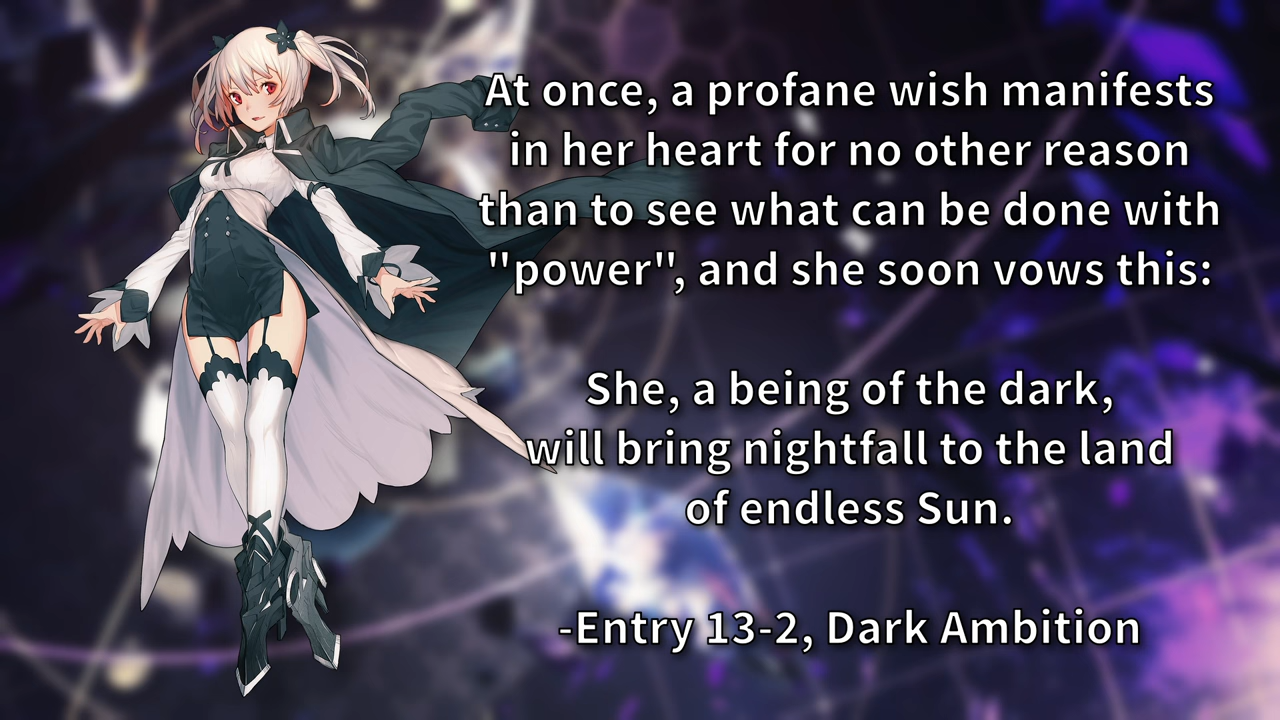 At once, a profane wish manifests
in her heart for no other reason
than to see what can be done with
"power", and she soon vows this:
She, a being of the dark,
will bring nightfall to the land
of endless Sun.
-Entry 13-2, Dark Ambition